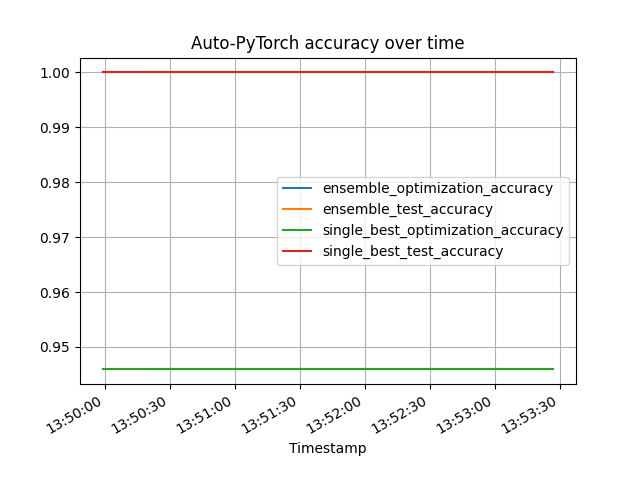 Auto-PyTorch accuracy over time
1.00
0.99
0.98
0.97
0.96
0.95
ensemble_optimization_accuracy
ensemble_test_accuracy
single_best_optimization_accuracy
single_best_test_accuracy
13:50:00
13:50:30
13:51:00
13:51:30
13:52:00
13:52:30
13:53:00
13:53:30
Timestamp